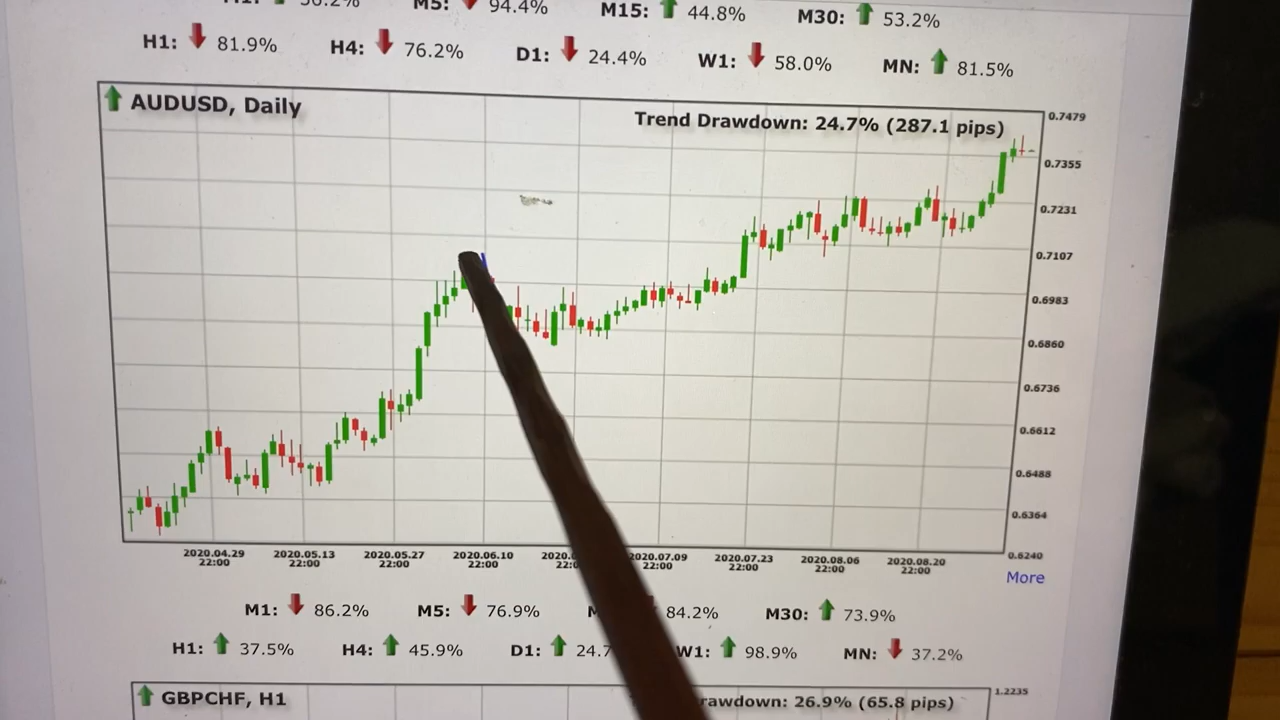 M5: 94.4% M15: 44.8% M30: 53.2%
H1: 81.9% H4: 76.2% D1: 24.4% W1: 58.0% MN: 81.5%
AUDUSD, Daily
Trend Drawdown: 24.7% (287.1 pips)
0.7479
0.7355
0.7231
0.7107
0.6983
0.6860
0.6736
0.6612
0.6488
0.6364
0.6240
2020.04.29 2020.05.13 2020.05.27 2020.06.10 2020.07.09 2020.07.23 2020.08.06 2020.08.20
22:00 22:00 22:00 22:00 22:00 22:00 22:00 22:00
More
M1: 86.2% M5: 76.9% 84.2% M30: 73.9%
H1: 37.5% H4: 45.9% D1: 24.7 W1: 98.9% MN: 37.2%
GBPCHF, H1
rawdown: 26.9% (65.8 pips)
1.2235